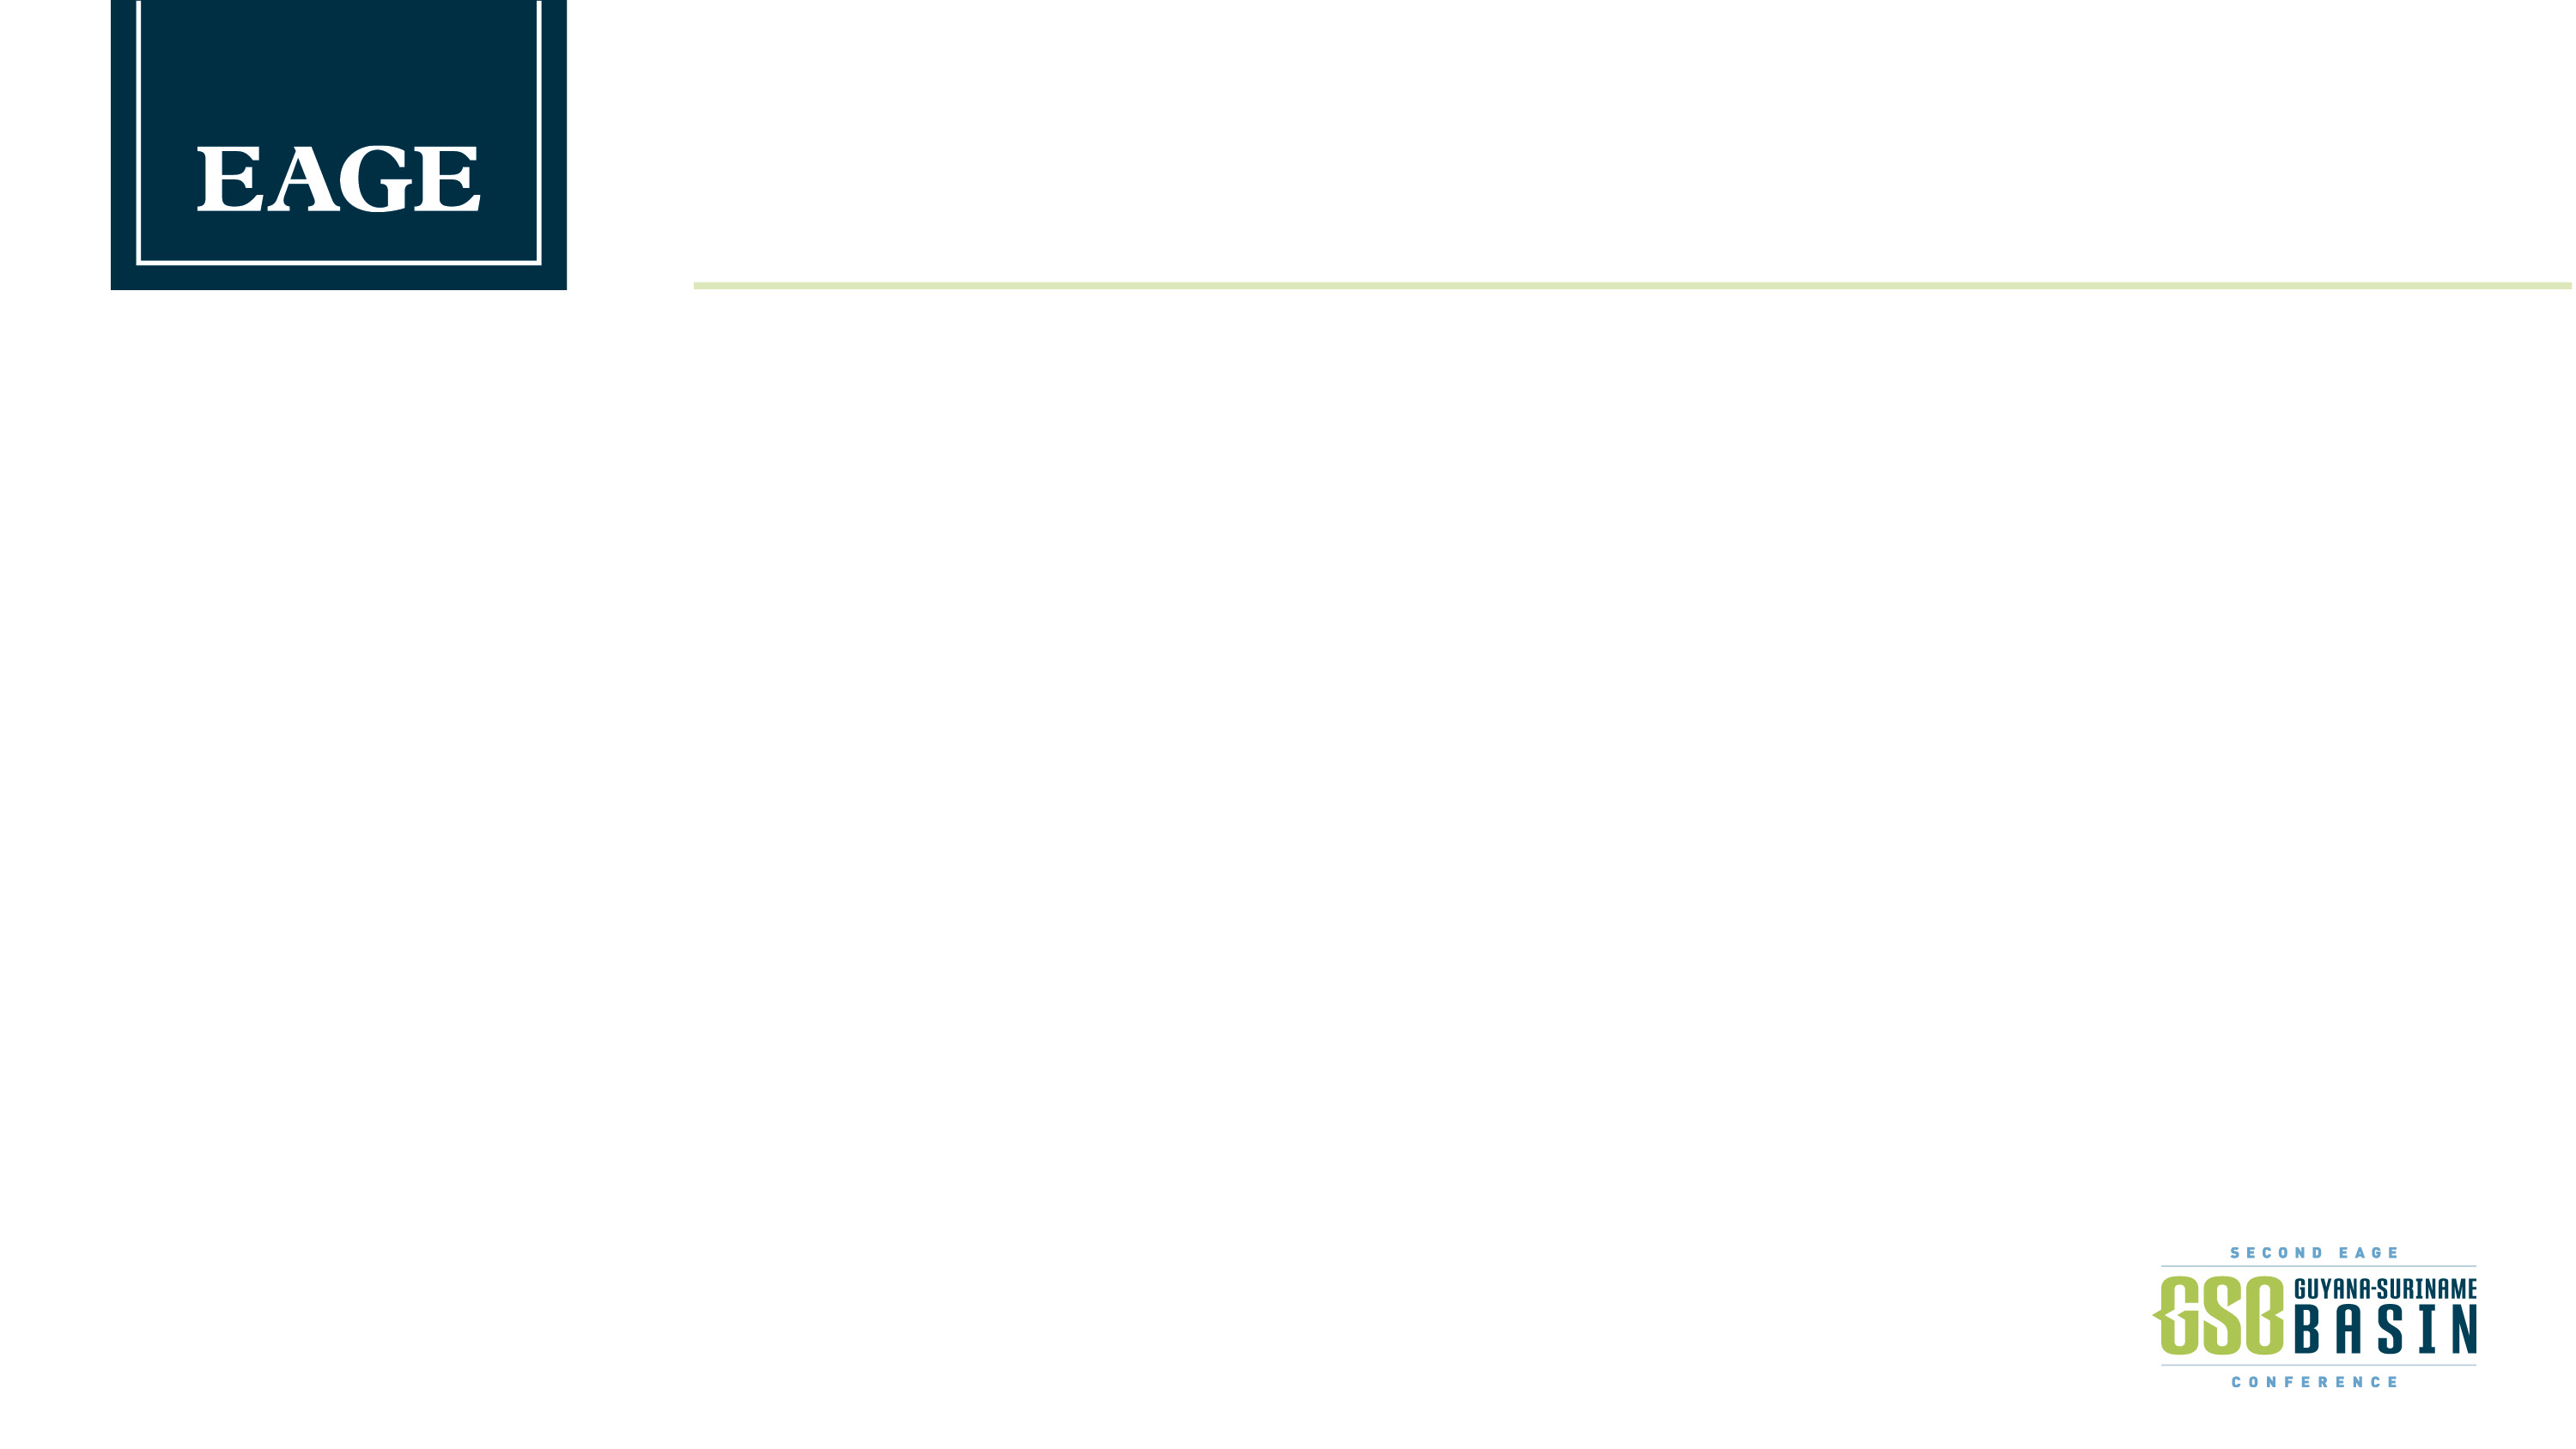 EAGE
SECOND EAGE
GSB GUYANA-SURINAME
BASIN
CONFERENCE